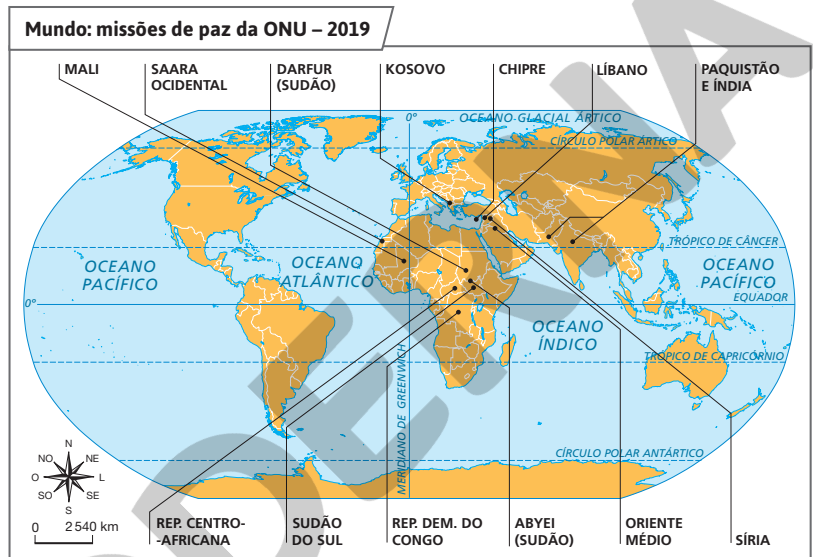 Mundo: missões de paz da ONU – 2019
MALI
SAARA
OCIDENTAL
DARFUR
(SUDÃO)
KOSOVO
CHIPRE
LÍBANO
PAQUISTÃO
E ÍNDIA
0°
OCEANO GLACIAL ÁRTICO
CÍRCULO POLAR ÁRTICO
TRÓPICO DE CÂNCER
OCEANO
PACÍFICO
OCEANO
ATLÂNTICO
OCEANO
PACÍFICO
EQUADOR
0°
OCEANO
ÍNDICO
TRÓPICO DE CAPRICÓRNIO
MERIDIANO DE GREENWICH
CÍRCULO POLAR ANTÁRTICO
N
NO
NE
O
L
SO
SE
S
0 2 540 km
REP. CENTRO-
-AFRICANA
SUDÃO
DO SUL
REP. DEM. DO
CONGO
ABYEI
(SUDÃO)
ORIENTE
MÉDIO
SÍRIA
ODERNA